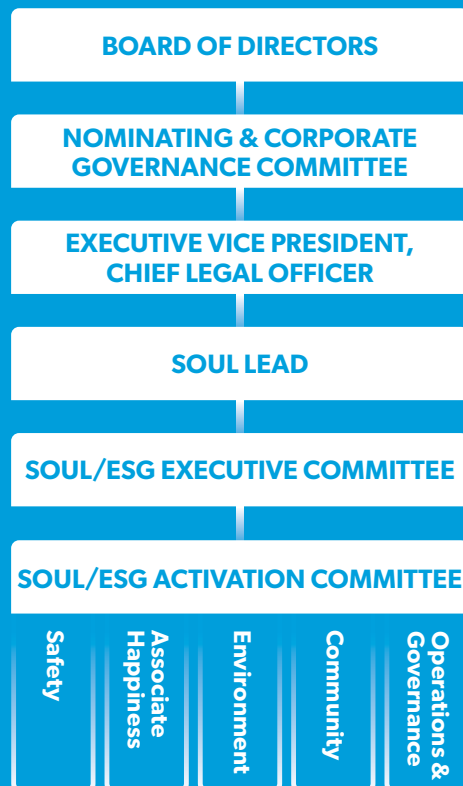 BOARD OF DIRECTORS
NOMINATING & CORPORATE
GOVERNANCE COMMITTEE
EXECUTIVE VICE PRESIDENT,
CHIEF LEGAL OFFICER
SOUL LEAD
SOUL/ESG EXECUTIVE COMMITTEE
SOUL/ESG ACTIVATION COMMITTEE
Safety
Associate
Happiness
Environment
Community
Operations &
Governance